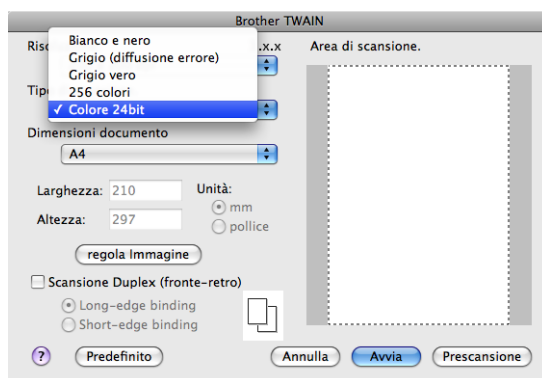 Brother TWAIN
Bianco e nero
Grigio (diffusione errore)
Grigio vero
256 colori
✓ Colore 24bit
.x.x
Area di scansione.
Dimensioni documento
A4
Larghezza: 210
Unità:
mm
Altezza: 297
pollice
regola Immagine
Scansione Duplex (fronte-retro)
Long-edge binding
Short-edge binding
?
Predefinito
Annulla
Avvia
Prescansione